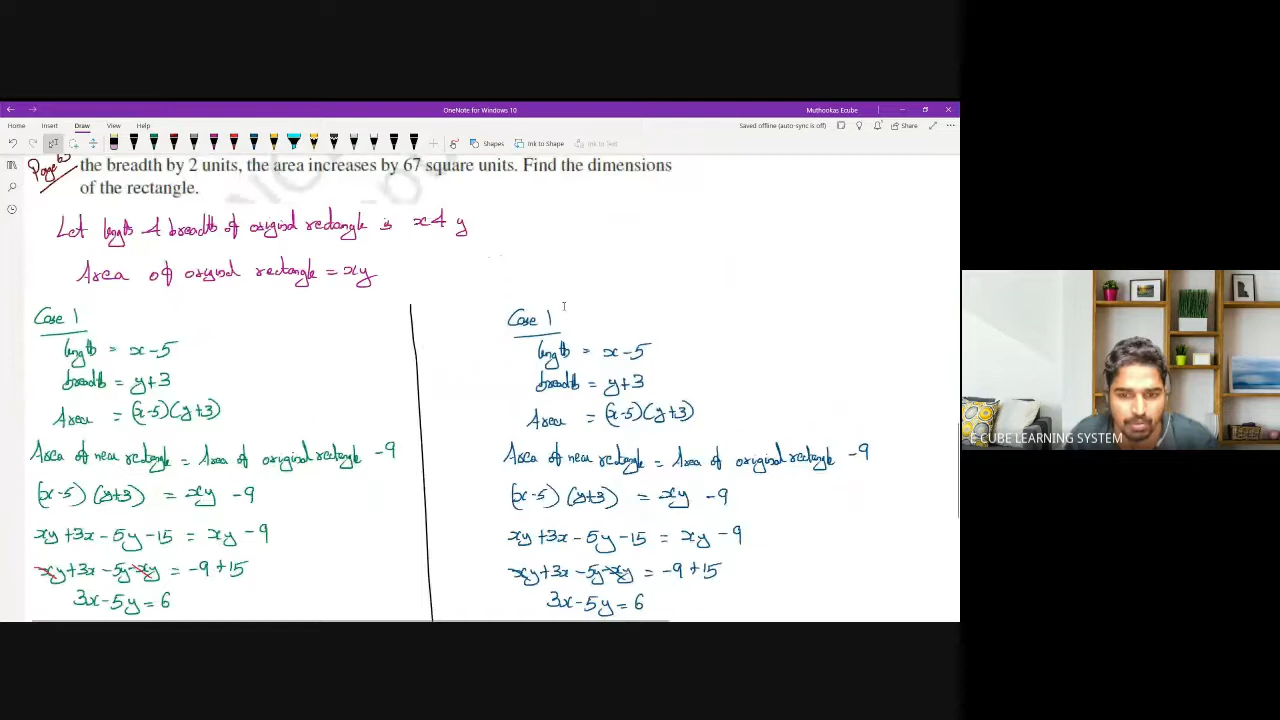 OneNote for Windows 10
Muthookas Ecube
Home Insert Draw View Help
Saved offline (auto-sync is off)
Share
Shapes
Ink to Shape
Ink to Text
Page
the breadth by 2 units, the area increases by 67 square units. Find the dimensions
of the rectangle.
Let length & breadth of original rectangle is x & y
Area of original rectangle = xy
Case 1
length = x-5
breadth = y+3
Area = (x-5)(y+3)
Area of new rectangle = Area of original rectangle -9
(x-5) (y+3) = xy -9
xy +3x - 5y -15 = xy -9
xy +3x - 5y -xy = -9 +15
3x - 5y = 6
Case 1
length = x-5
breadth = y+3
Area = (x-5)(y+3)
Area of new rectangle = Area of original rectangle -9
(x-5) (y+3) = xy -9
xy +3x - 5y -15 = xy -9
xy +3x - 5y -xy = -9 +15
3x - 5y = 6
E CUBE LEARNING SYSTEM